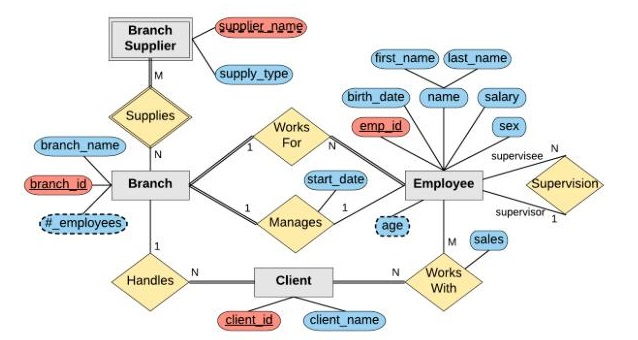 Branch
Supplier
supplier_name
supply_type
M
Supplies
N
first_name
last_name
birth_date
name
salary
emp_id
sex
Works
For
1
N
branch_name
branch_id
#_employees
Branch
start_date
Employee
supervisee
N
Supervision
supervisor
1
1
Manages
1
age
M
sales
1
Handles
N
Client
N
Works
With
client_id
client_name